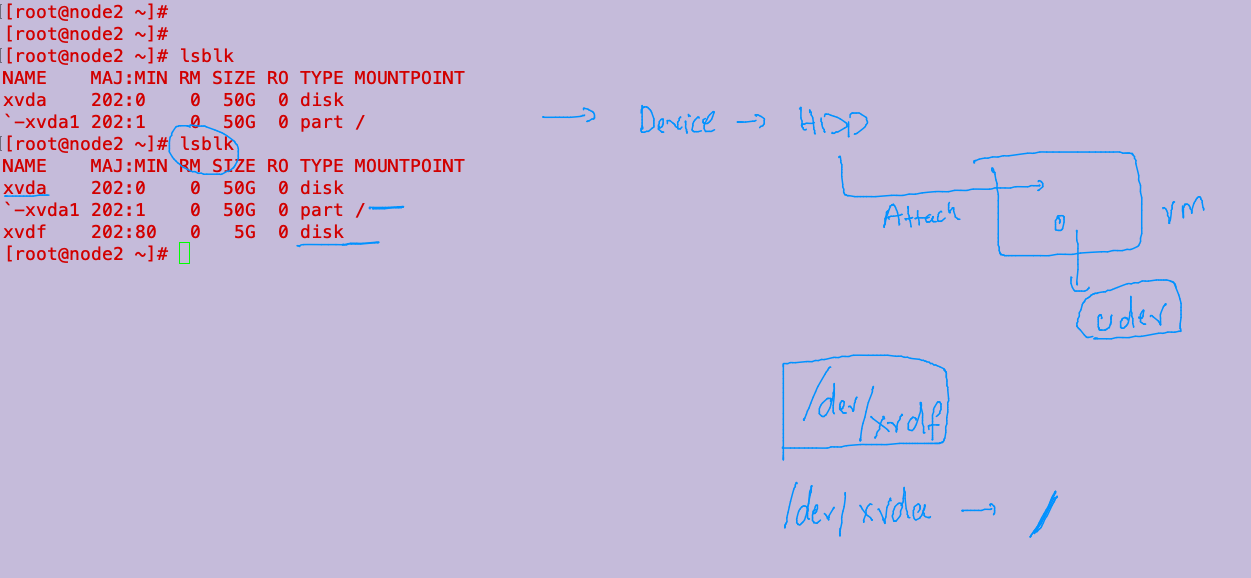 [root@node2 ~]#
[root@node2 ~]#
[root@node2 ~]# lsblk
NAME    MAJ:MIN RM SIZE RO TYPE MOUNTPOINT
xvda    202:0    0  50G  0 disk
`-xvda1 202:1    0  50G  0 part /
[root@node2 ~]# lsblk
NAME    MAJ:MIN RM SIZE RO TYPE MOUNTPOINT
xvda    202:0    0  50G  0 disk
`-xvda1 202:1    0  50G  0 part /
xvdf    202:80   0   5G  0 disk
[root@node2 ~]#
→ Device → HDD
Attach
VM
udev
/dev/xvdf
/dev/xvda → /